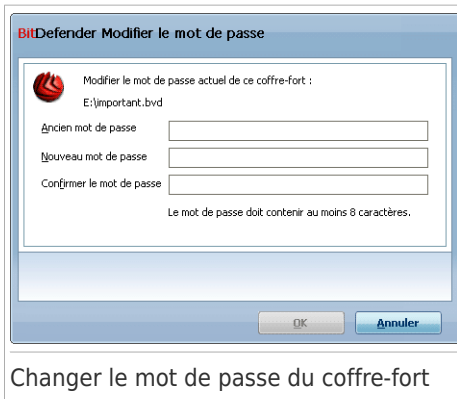 BitDefender Modifier le mot de passe
Modifier le mot de passe actuel de ce coffre-fort :
E:\important.bvd
Ancien mot de passe
Nouveau mot de passe
Confirmer le mot de passe
Le mot de passe doit contenir au moins 8 caractères.
OK
Annuler
Changer le mot de passe du coffre-fort